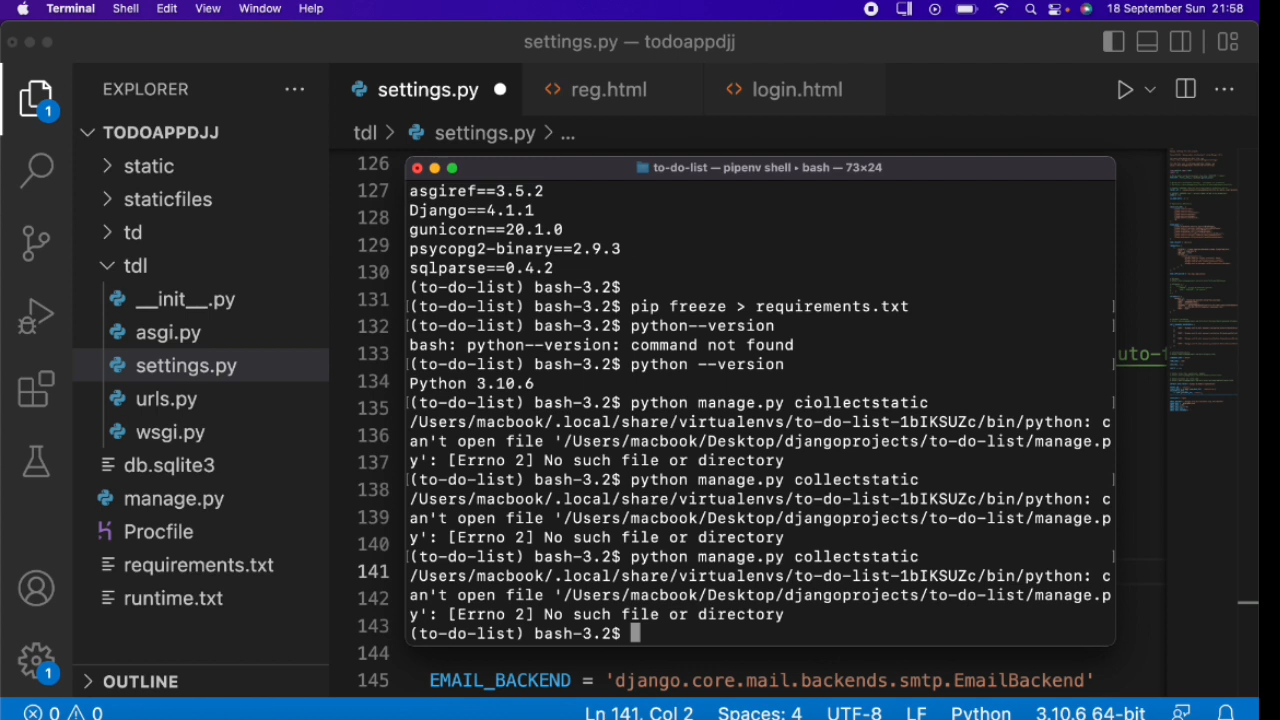 Terminal Shell Edit View Window Help 18 September Sun 21:58
settings.py — todoappdjj
EXPLORER
settings.py reg.html login.html
1
TODOAPPDJJ
tdl > settings.py > ...
static
staticfiles
td
tdl
__init__.py
asgi.py
settings.py
urls.py
wsgi.py
db.sqlite3
manage.py
Procfile
requirements.txt
runtime.txt
1
OUTLINE
126
127
128
129
130
131
132
133
134
135
136
137
138
139
140
141
142
143
144
145
to-do-list — pipenv shell ▸ bash — 73×24
asgiref==3.5.2
Django==4.1.1
gunicorn==20.1.0
psycopg2-binary==2.9.3
sqlparse==0.4.2
(to-do-list) bash-3.2$
[(to-do-list) bash-3.2$ pip freeze > requirements.txt ]
[(to-do-list) bash-3.2$ python--version ]
bash: python--version: command not found
[(to-do-list) bash-3.2$ python --version ]
Python 3.10.6
[(to-do-list) bash-3.2$ python manage.py ciollectstatic ]
/Users/macbook/.local/share/virtualenvs/to-do-list-1bIKSUZc/bin/python: c
an't open file '/Users/macbook/Desktop/djangoprojects/to-do-list/manage.p
y': [Errno 2] No such file or directory
[(to-do-list) bash-3.2$ python manage.py collectstatic ]
/Users/macbook/.local/share/virtualenvs/to-do-list-1bIKSUZc/bin/python: c
an't open file '/Users/macbook/Desktop/djangoprojects/to-do-list/manage.p
y': [Errno 2] No such file or directory
[(to-do-list) bash-3.2$ python manage.py collectstatic ]
/Users/macbook/.local/share/virtualenvs/to-do-list-1bIKSUZc/bin/python: c
an't open file '/Users/macbook/Desktop/djangoprojects/to-do-list/manage.p
y': [Errno 2] No such file or directory
(to-do-list) bash-3.2$
uto-
EMAIL_BACKEND = 'django.core.mail.backends.smtp.EmailBackend'
0 0 Ln 141, Col 2 Spaces: 4 UTF-8 LF Python 3.10.6 64-bit